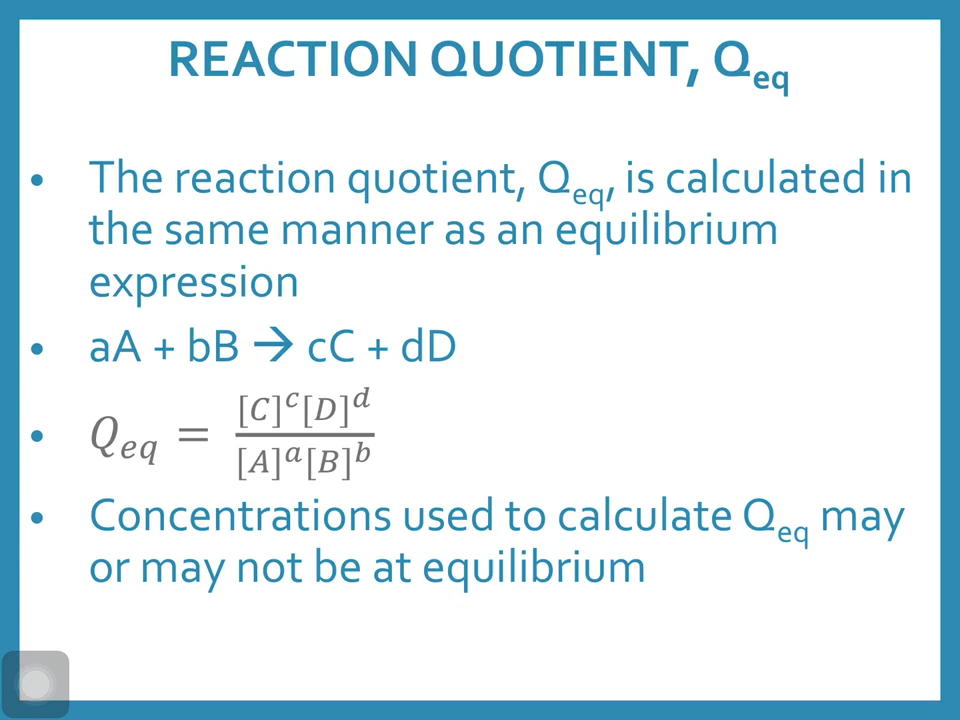 REACTION QUOTIENT, Qeq
• The reaction quotient, Qeq, is calculated in
the same manner as an equilibrium
expression
• aA + bB → cC + dD
• Qeq = [C]^c[D]^d / [A]^a[B]^b
• Concentrations used to calculate Qeq may
or may not be at equilibrium